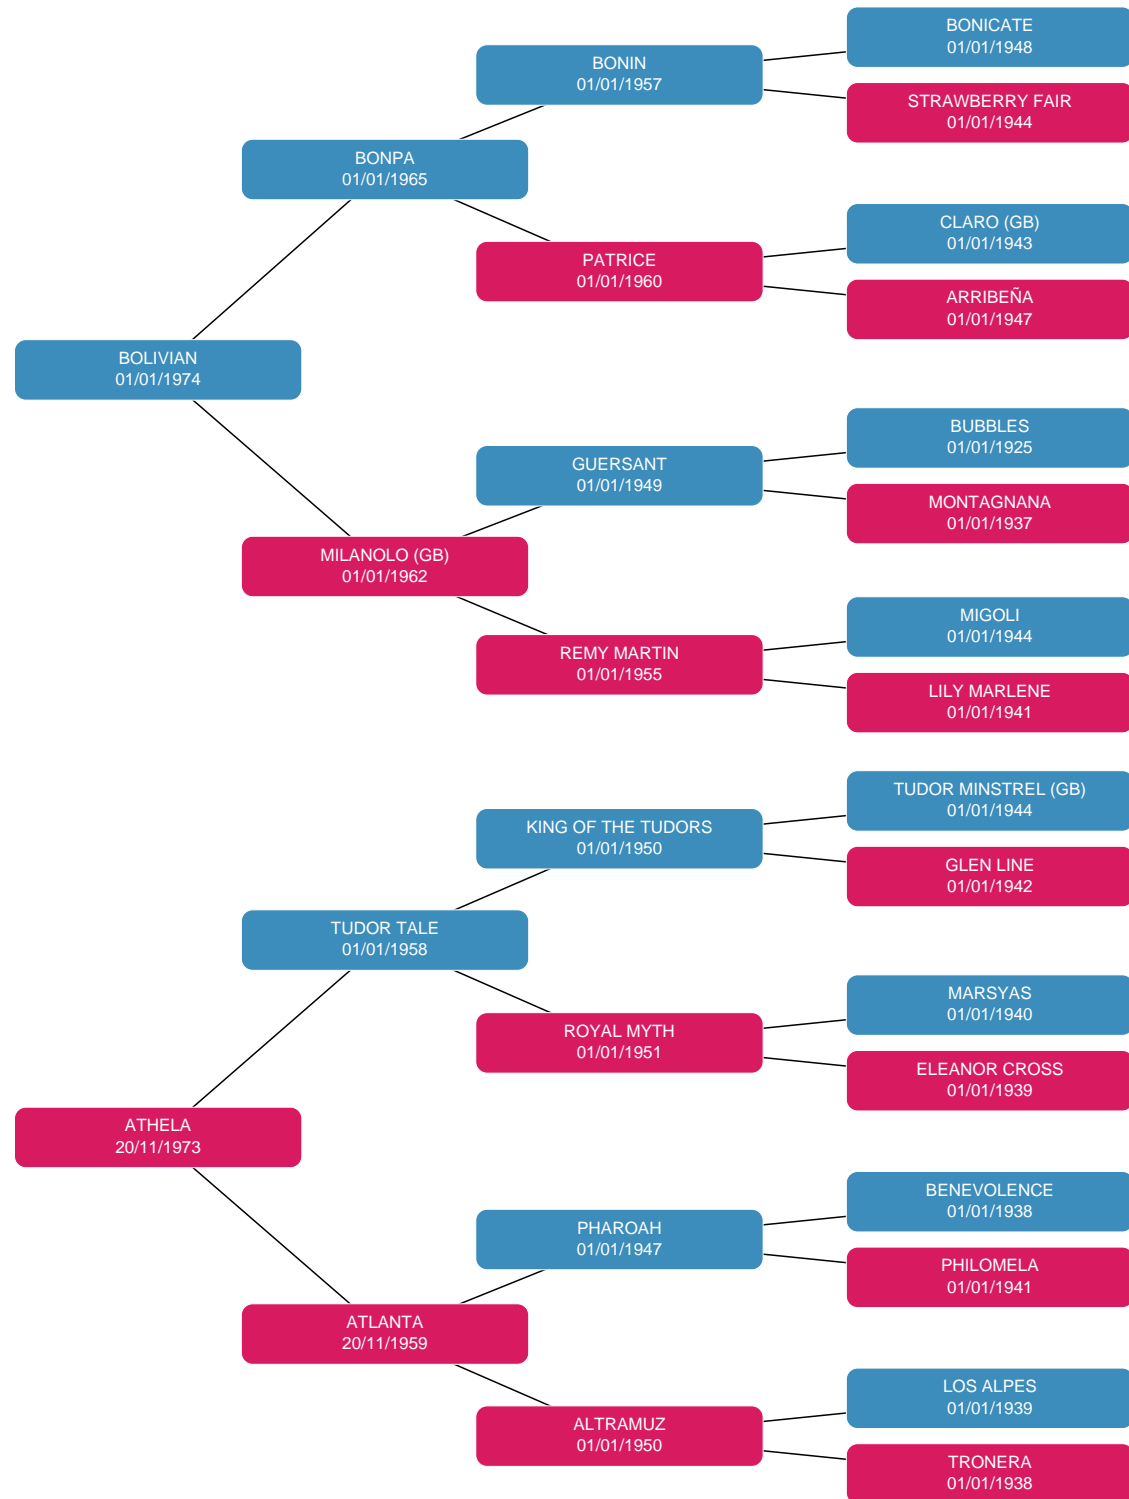 BONICATE
01/01/1948
BONIN
01/01/1957
STRAWBERRY FAIR
01/01/1944
BONPA
01/01/1965
CLARO (GB)
01/01/1943
PATRICE
01/01/1960
ARRIBEÑA
01/01/1947
BOLIVIAN
01/01/1974
BUBBLES
01/01/1925
GUERSANT
01/01/1949
MONTAGNANA
01/01/1937
MILANOLO (GB)
01/01/1962
MIGOLI
01/01/1944
REMY MARTIN
01/01/1955
LILY MARLENE
01/01/1941
TUDOR MINSTREL (GB)
01/01/1944
KING OF THE TUDORS
01/01/1950
GLEN LINE
01/01/1942
TUDOR TALE
01/01/1958
MARSYAS
01/01/1940
ROYAL MYTH
01/01/1951
ELEANOR CROSS
01/01/1939
ATHELA
20/11/1973
BENEVOLENCE
01/01/1938
PHAROAH
01/01/1947
PHILOMELA
01/01/1941
ATLANTA
20/11/1959
LOS ALPES
01/01/1939
ALTRAMUZ
01/01/1950
TRONERA
01/01/1938